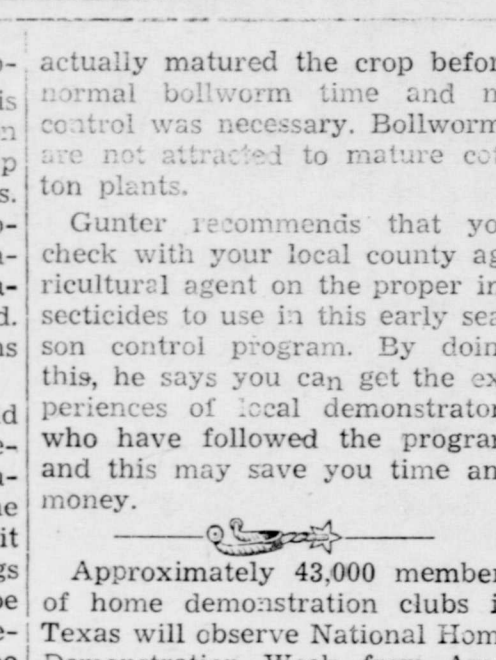 actually matured the crop befor
normal bollworm time and n
control was necessary. Bollworm
are not attracted to mature cot
ton plants.
Gunter recommends that yo
check with your local county ag
ricultural agent on the proper in
secticides to use in this early sea
son control program. By doin
this, he says you can get the ex
periences of local demonstrator
who have followed the program
and this may save you time an
money.
Approximately 43,000 member
of home demonstration clubs i
Texas will observe National Hom